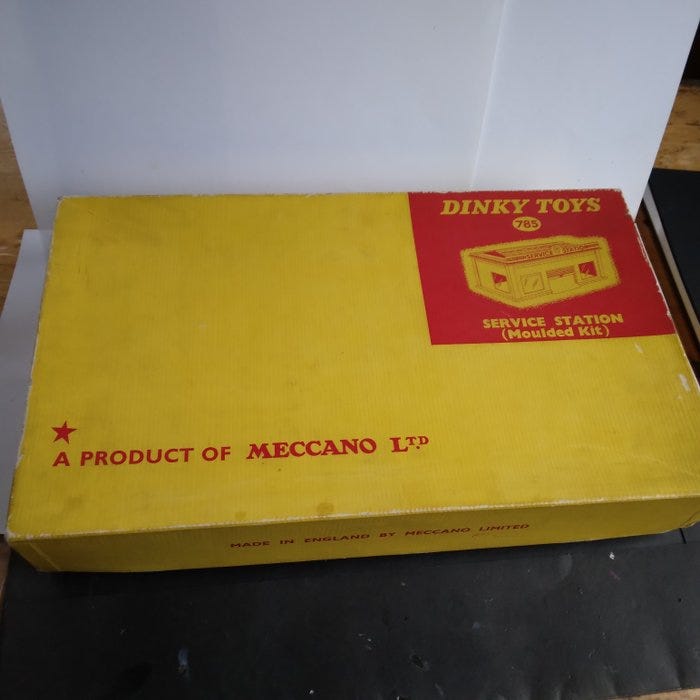 DINKY TOYS
785
SERVICE STATION
SERVICE STATION
(Moulded Kit)
A PRODUCT OF MECCANO LTD
MADE IN ENGLAND BY MECCANO LIMITED